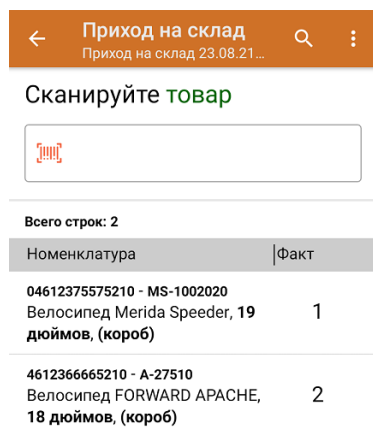 Приход на склад
Приход на склад 23.08.21...
Сканируйте товар
Всего строк: 2
Номенклатура Факт
04612375575210 - MS-1002020
Велосипед Merida Speeder, 19 1
дюймов, (короб)
4612366665210 - A-27510
Велосипед FORWARD APACHE, 2
18 дюймов, (короб)